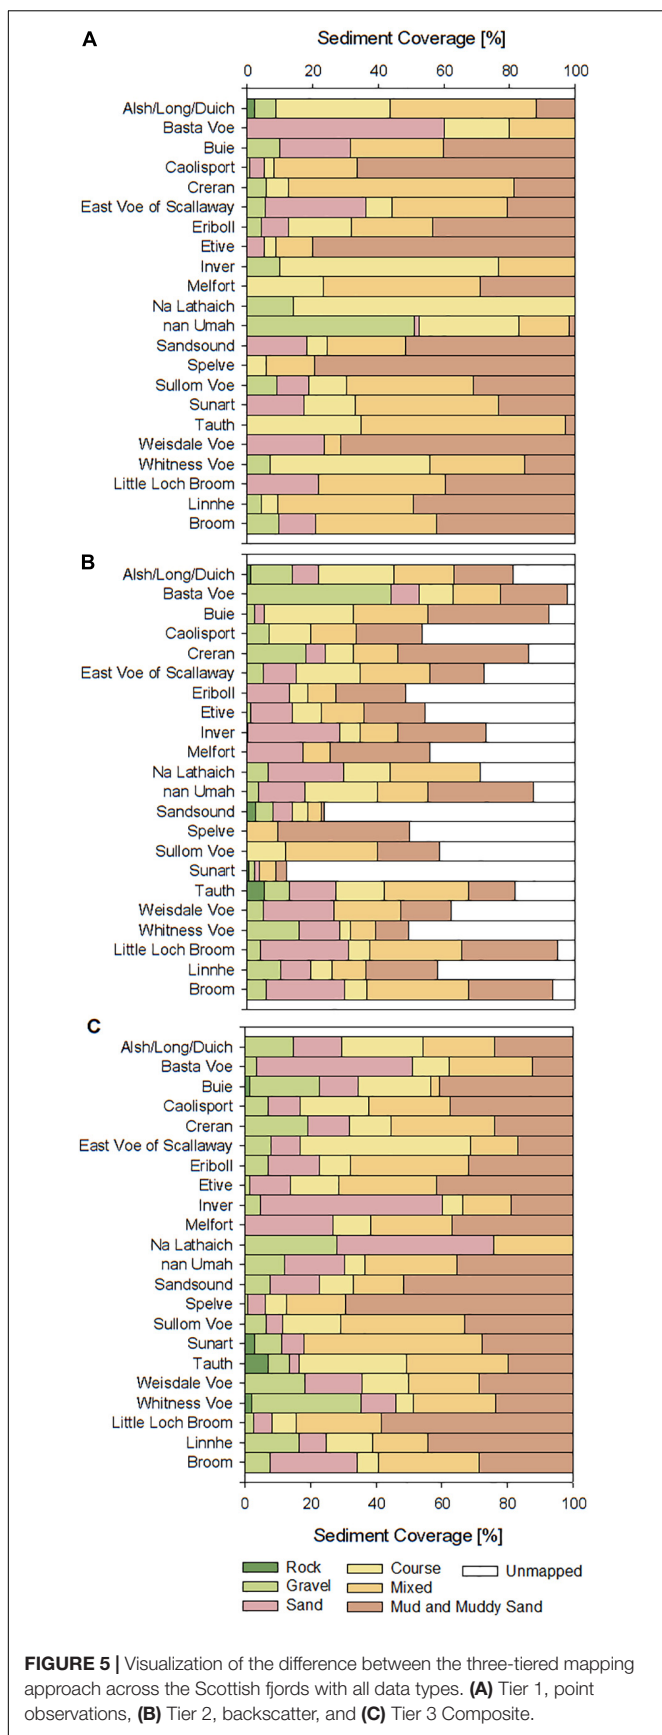 A
Sediment Coverage [%]
0 20 40 60 80 100
Alsh/Long/Duich
Basta Voe
Buie
Caolisport
Creran
East Voe of Scallaway
Eriboll
Etive
Inver
Melfort
Na Lathaich
nan Umah
Sandsound
Spelve
Sullom Voe
Sunart
Tauth
Weisdale Voe
Whitness Voe
Little Loch Broom
Linnhe
Broom
B
Alsh/Long/Duich
Basta Voe
Buie
Caolisport
Creran
East Voe of Scallaway
Eriboll
Etive
Inver
Melfort
Na Lathaich
nan Umah
Sandsound
Spelve
Sullom Voe
Sunart
Tauth
Weisdale Voe
Whitness Voe
Little Loch Broom
Linnhe
Broom
C
Alsh/Long/Duich
Basta Voe
Buie
Caolisport
Creran
East Voe of Scallaway
Eriboll
Etive
Inver
Melfort
Na Lathaich
nan Umah
Sandsound
Spelve
Sullom Voe
Sunart
Tauth
Weisdale Voe
Whitness Voe
Little Loch Broom
Linnhe
Broom
0 20 40 60 80 100
Sediment Coverage [%]
Rock Course Unmapped
Gravel Mixed
Sand Mud and Muddy Sand
FIGURE 5 | Visualization of the difference between the three-tiered mapping
approach across the Scottish fjords with all data types. (A) Tier 1, point
observations, (B) Tier 2, backscatter, and (C) Tier 3 Composite.